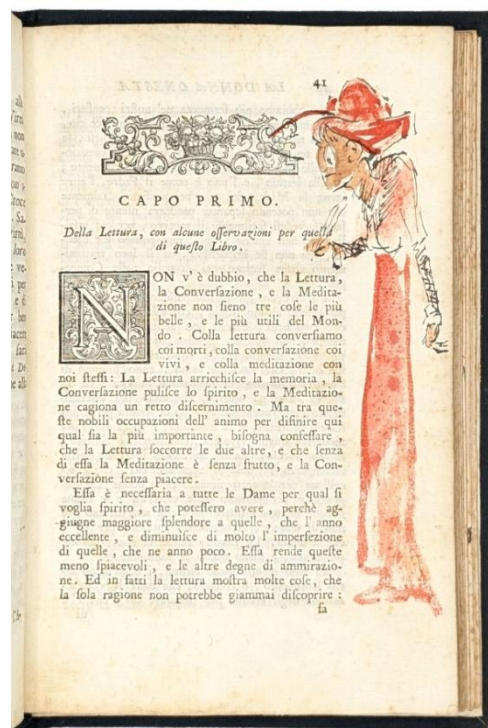 41
CAPO PRIMO.
Della Lettura, con alcune osservazioni per quella
di questo Libro.
NON v' è dubbio, che la Lettura,
la Conversazione, e la Medita-
zione non sieno tre cose le più
belle, e le più utili del Mon-
do. Colla lettura conversiamo
coi morti, colla conversazione coi
vivi, e colla meditazione con
noi stessi: La Lettura arricchisce la memoria, la
Conversazione pulisce lo spirito, e la Meditazio-
ne cagiona un retto discernimento. Ma tra que-
ste nobili occupazioni dell' animo per difinire qui
qual sia la più importante, bisogna confessare,
che la Lettura soccorre le due altre, e che senza
di essa la Meditazione è senza frutto, e la Con-
versazione senza piacere.
Essa è necessaria a tutte le Dame per qual si
voglia spirito, che potessero avere, perchè ag-
giugne maggiore splendore a quelle, che l' anno
eccellente, e diminuisce di molto l' imperfezione
di quelle, che ne anno poco. Essa rende queste
meno spiacevoli, e le altre degne di ammirazio-
ne. Ed in fatti la lettura mostra molte cose, che
la sola ragione non potrebbe giammai discoprire:
sa